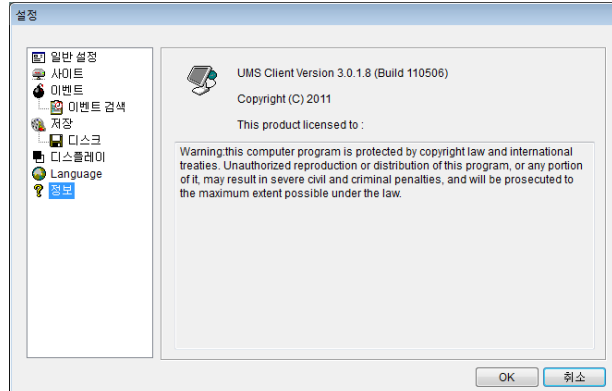 설정
일반 설정
사이트
이벤트
이벤트 검색
저장
디스크
디스플레이
Language
정보
UMS Client Version 3.0.1.8 (Build 110506)
Copyright (C) 2011
This product licensed to :
Warning:this computer program is protected by copyright law and international
treaties. Unauthorized reproduction or distribution of this program, or any portion
of it, may result in severe civil and criminal penalties, and will be prosecuted to
the maximum extent possible under the law.
OK
취소